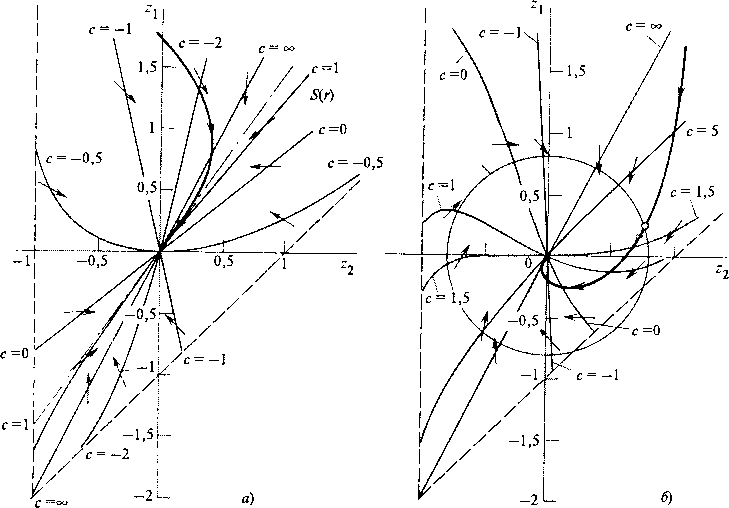 z1
c = −1
c = −2
c = ∞
c = 1
1,5
S(r)
1
c = 0
c = −0,5
c = −0,5
0,5
−1
−0,5
0
0,5
1
z2
−0,5
c = 0
c = −1
−1
c = 1
−1,5
c = −2
c = ∞
−2
а)
z1
c = −1
c = ∞
c = 0
1,5
1
c = 5
c = 1
0,5
c = 1,5
0
z2
c = 1,5
−0,5
c = 0
−1
c = −1
−1,5
−2
б)